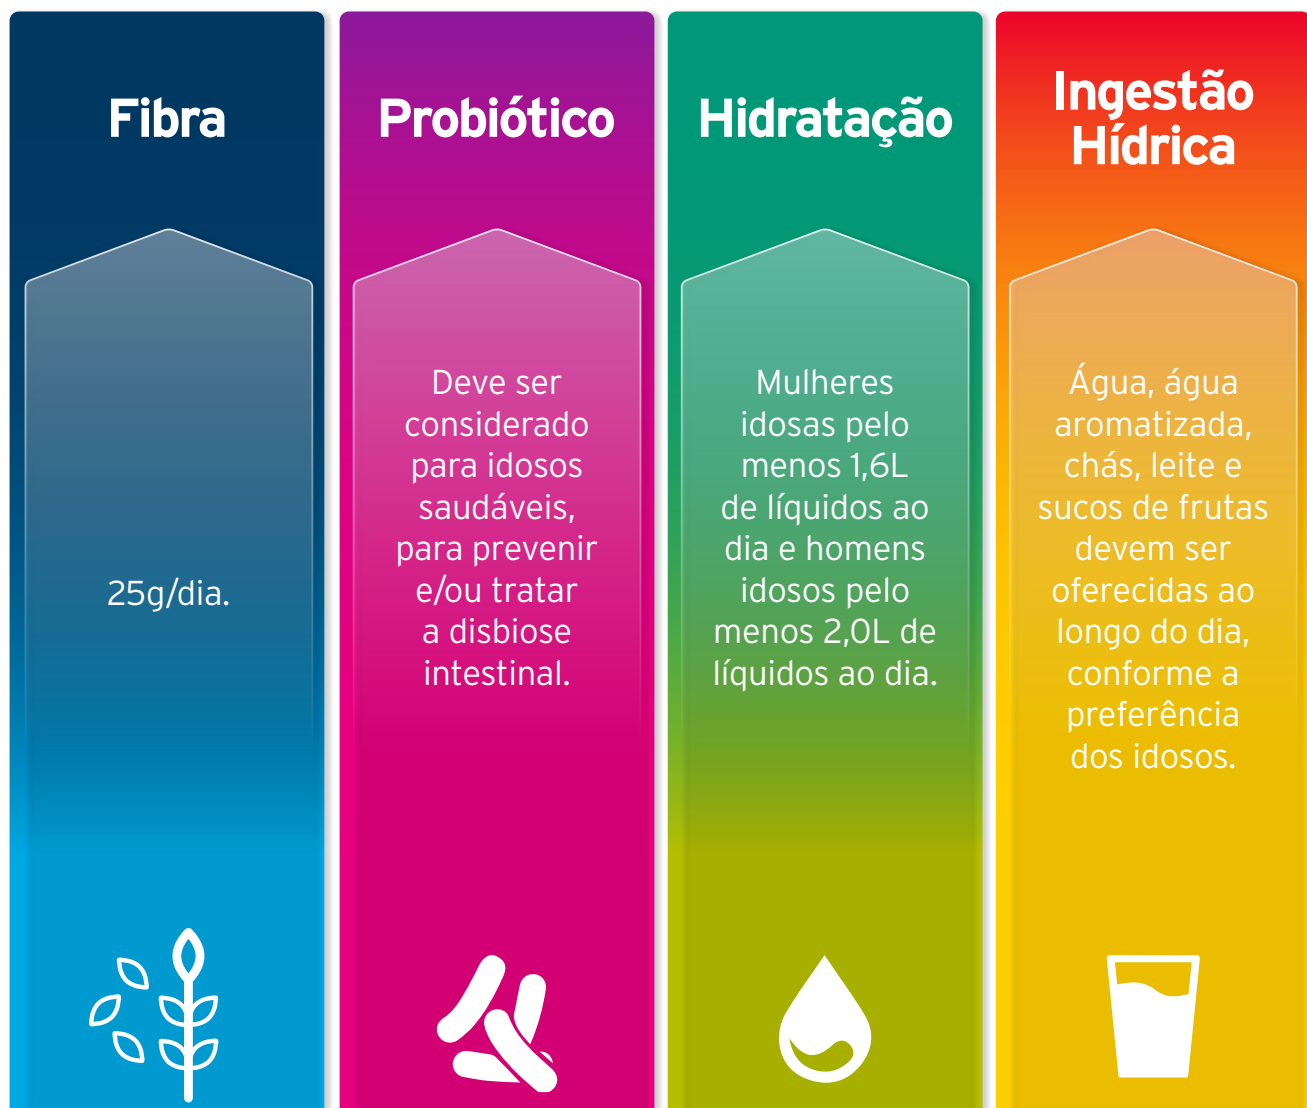 Fibra
25g/dia.
Probiótico
Deve ser
considerado
para idosos
saudáveis,
para prevenir
e/ou tratar
a disbiose
intestinal.
Hidratação
Mulheres
idosas pelo
menos 1,6L
de líquidos ao
dia e homens
idosos pelo
menos 2,0L de
líquidos ao dia.
Ingestão
Hídrica
Água, água
aromatizada,
chás, leite e
sucos de frutas
devem ser
oferecidas ao
longo do dia,
conforme a
preferência
dos idosos.